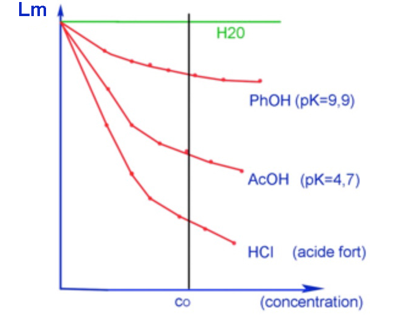 Lm
H20
PhOH (pK=9,9)
AcOH (pK=4,7)
HCl (acide fort)
co (concentration)